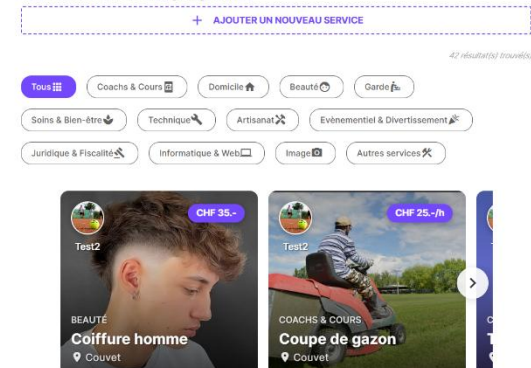 + AJOUTER UN NOUVEAU SERVICE
42 résultat(s) trouvé(s)
Tous Coachs & Cours Domicile Beauté Garde
Soins & Bien-être Technique Artisanat Evènementiel & Divertissement
Juridique & Fiscalité Informatique & Web Image Autres services
CHF 35.- CHF 25.-/h
Test2 Test2
BEAUTÉ COACHS & COURS
Coiffure homme Coupe de gazon
Couvet Couvet